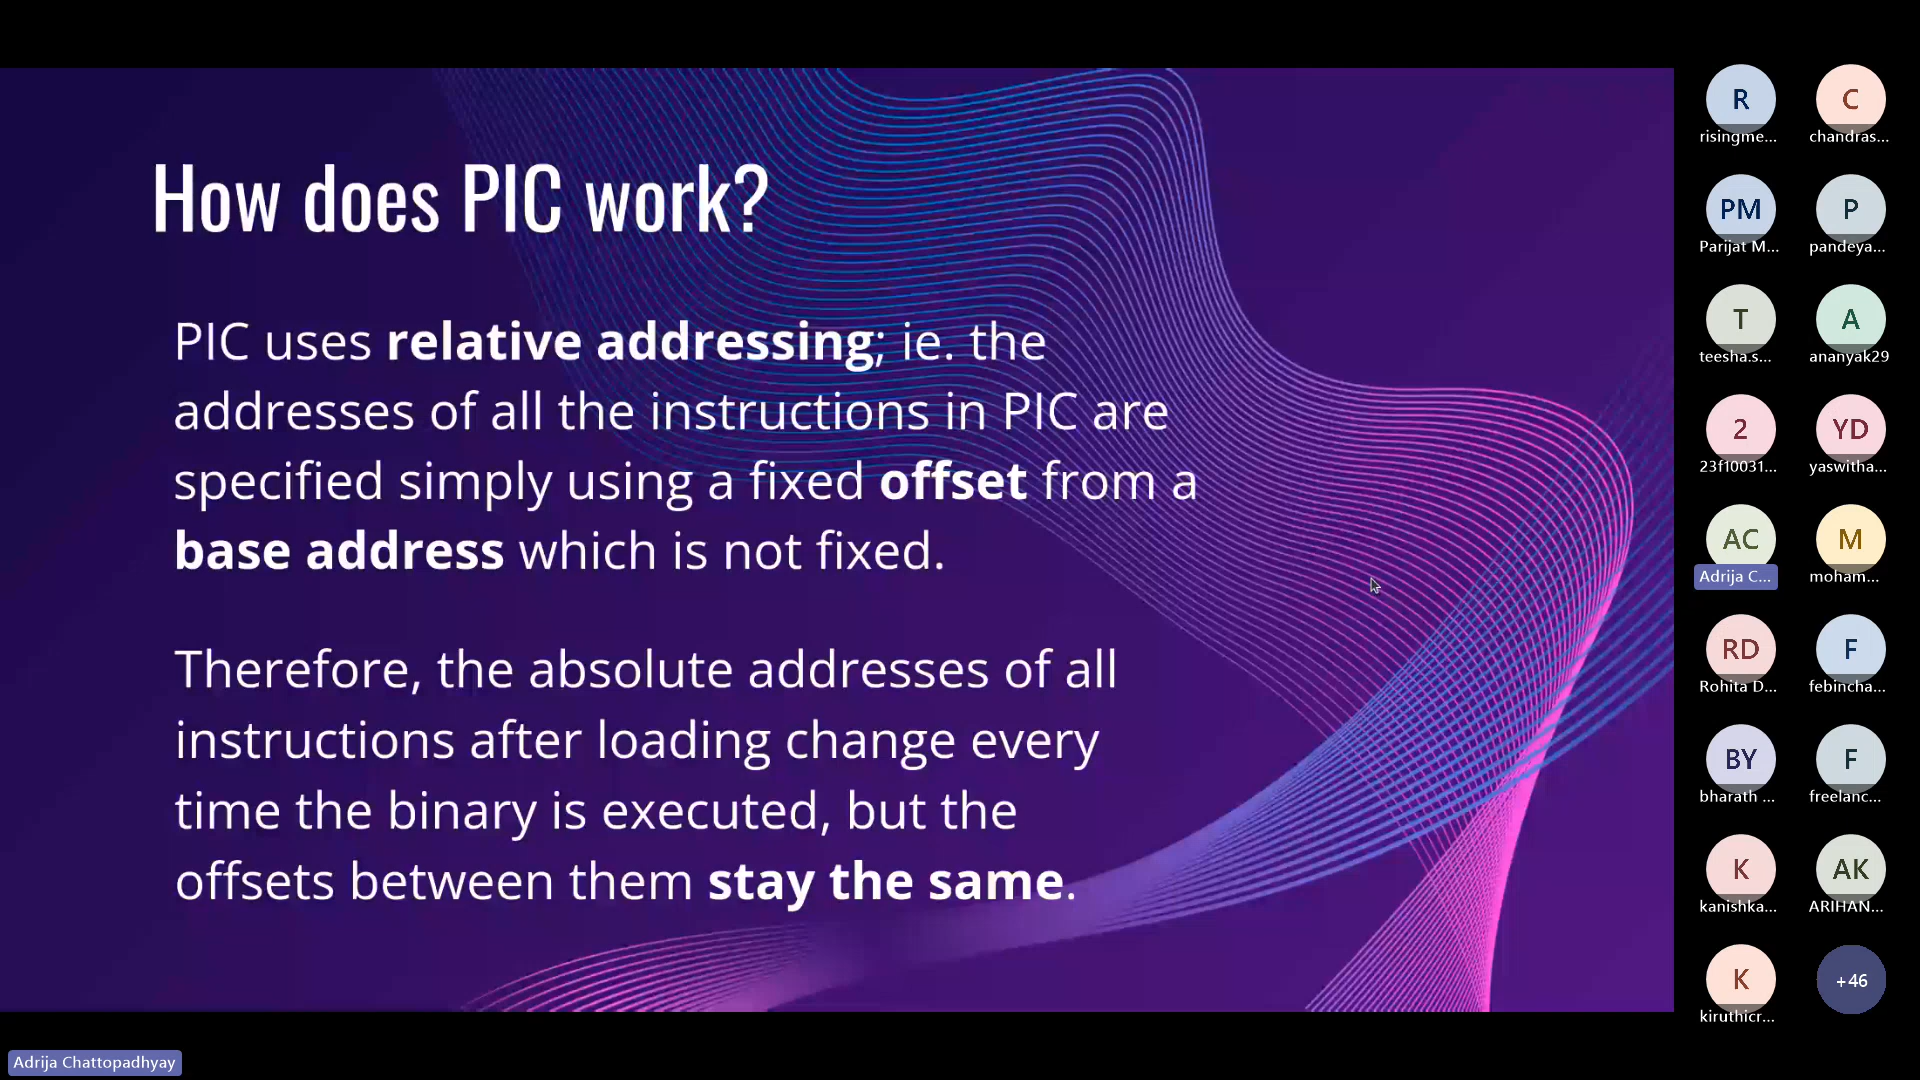 How does PIC work?
PIC uses relative addressing; ie. the
addresses of all the instructions in PIC are
specified simply using a fixed offset from a
base address which is not fixed.
Therefore, the absolute addresses of all
instructions after loading change every
time the binary is executed, but the
offsets between them stay the same.
R
risingme...
C
chandras...
PM
Parijat M...
P
pandeya...
T
teesha.s...
A
ananyak29
2
23f10031...
YD
yaswitha...
AC
Adrija C...
M
moham...
RD
Rohita D...
F
febincha...
BY
bharath ...
F
freelanc...
K
kanishka...
AK
ARIHAN...
K
kiruthicr...
+46
Adrija Chattopadhyay